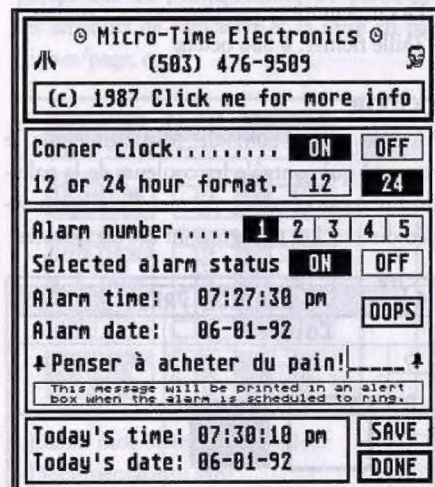 Micro-Time Electronics
(503) 476-9509
(c) 1987 Click me for more info
Corner clock......... ON OFF
12 or 24 hour format. 12 24
Alarm number..... 1 2 3 4 5
Selected alarm status ON OFF
Alarm time: 07:27:30 pm
OOPS
Alarm date: 06-01-92
Penser à acheter du pain!_____
This message will be printed in an alert
box when the alarm is scheduled to ring.
Today's time: 07:30:10 pm SAVE
Today's date: 06-01-92 DONE